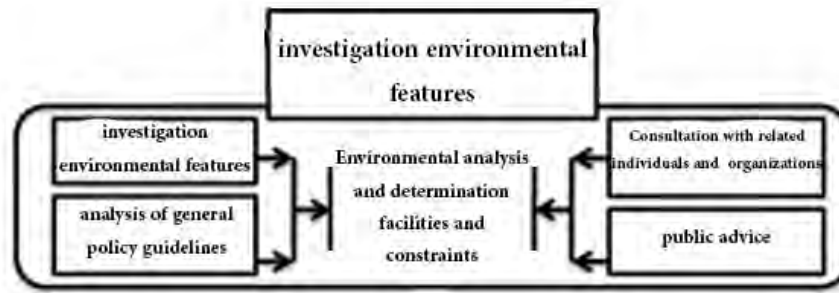 investigation environmental
features
investigation
environmental features
analysis of general
policy guidelines
Environmental analysis
and determination
facilities and
constraints
Consultation with related
individuals and organizations
public advice